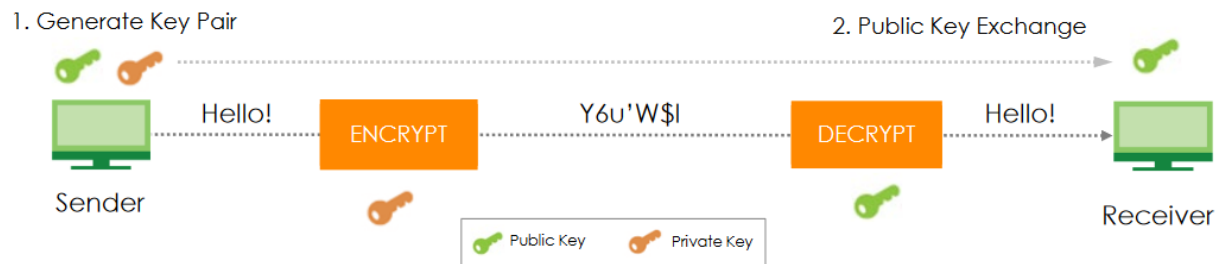 1. Generate Key Pair
2. Public Key Exchange
Hello!
ENCRYPT
Y6u'W$I
DECRYPT
Hello!
Sender
Receiver
Public Key
Private Key